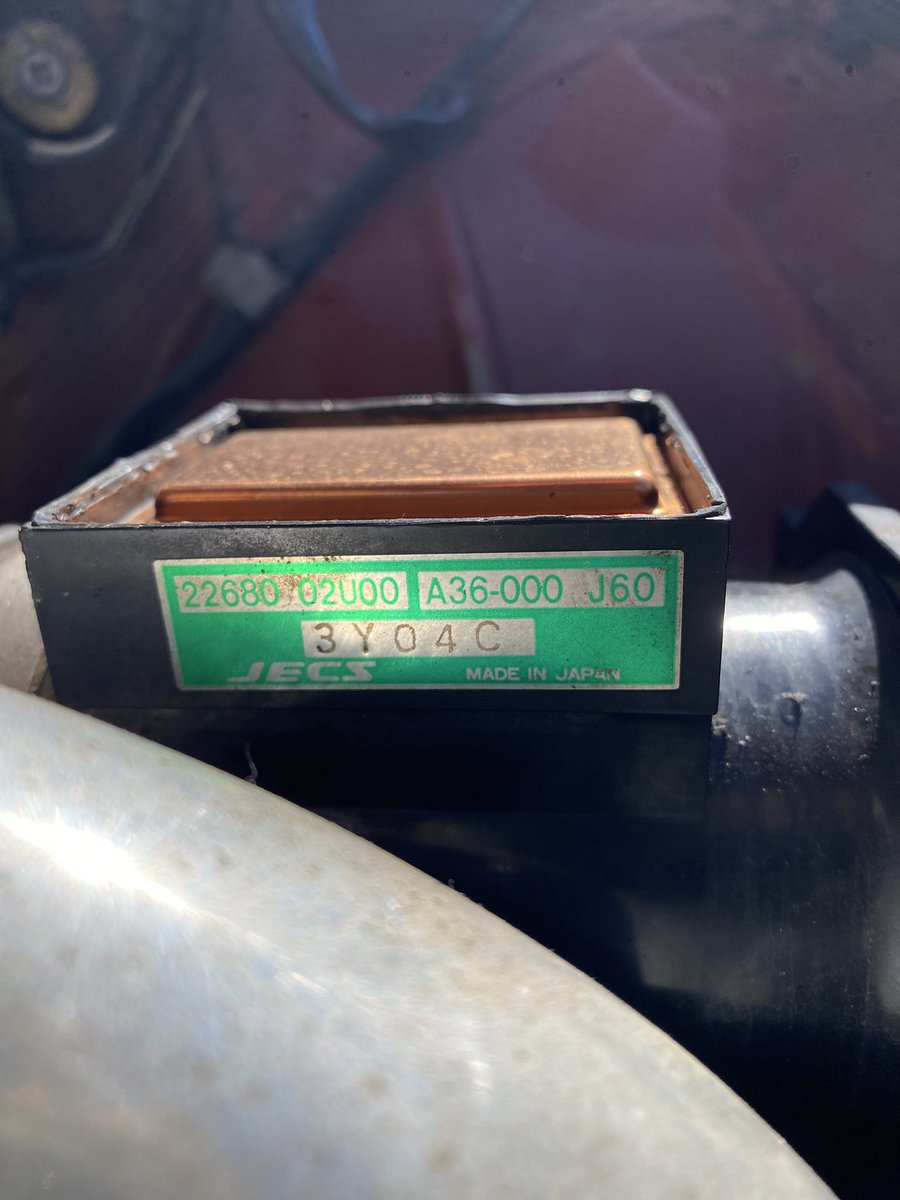 22680 02U00 A36-000 J60
3Y04C
JECS MADE IN JAPAN